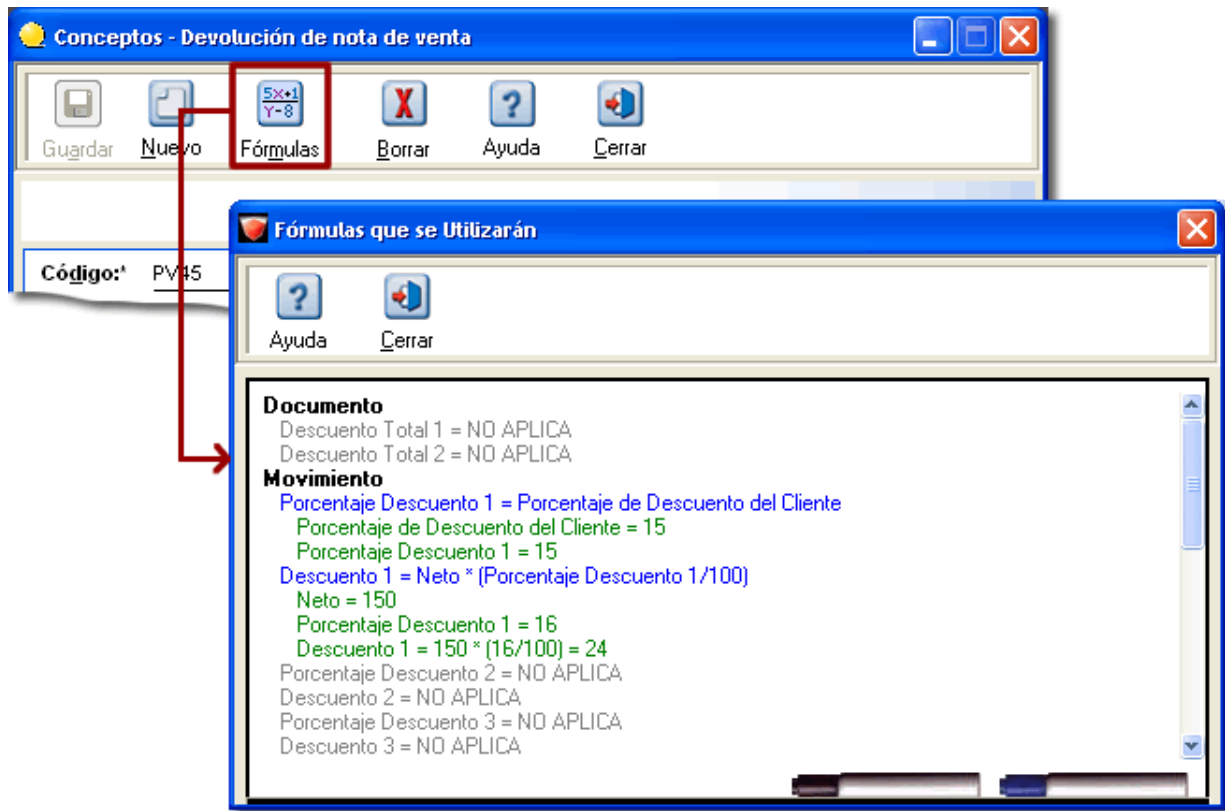 Conceptos - Devolución de nota de venta
5X+1
Y-8
Guardar Nuevo Fórmulas Borrar Ayuda Cerrar
Fórmulas que se Utilizarán
Código:* PV45
Ayuda Cerrar
Documento
Descuento Total 1 = NO APLICA
Descuento Total 2 = NO APLICA
Movimiento
Porcentaje Descuento 1 = Porcentaje de Descuento del Cliente
Porcentaje de Descuento del Cliente = 15
Porcentaje Descuento 1 = 15
Descuento 1 = Neto * (Porcentaje Descuento 1/100)
Neto = 150
Porcentaje Descuento 1 = 16
Descuento 1 = 150 * (16/100) = 24
Porcentaje Descuento 2 = NO APLICA
Descuento 2 = NO APLICA
Porcentaje Descuento 3 = NO APLICA
Descuento 3 = NO APLICA